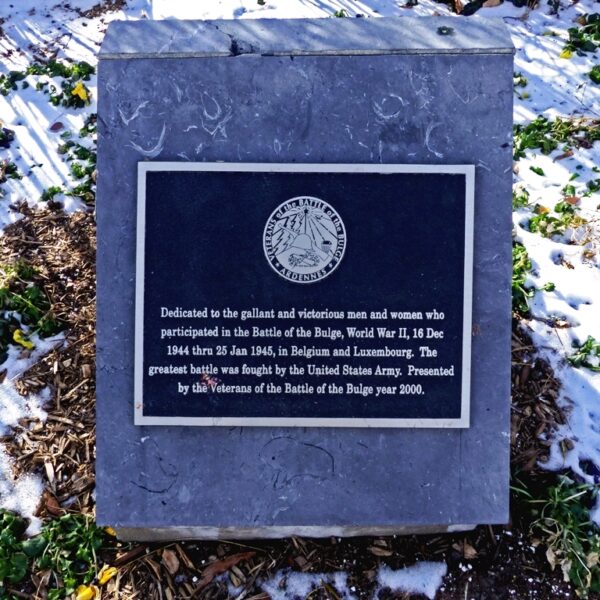 VETERANS of the BATTLE of the BULGE
ARDENNES
Dedicated to the gallant and victorious men and women who
participated in the Battle of the Bulge, World War II, 16 Dec
1944 thru 25 Jan 1945, in Belgium and Luxembourg. The
greatest battle was fought by the United States Army. Presented
by the Veterans of the Battle of the Bulge year 2000.